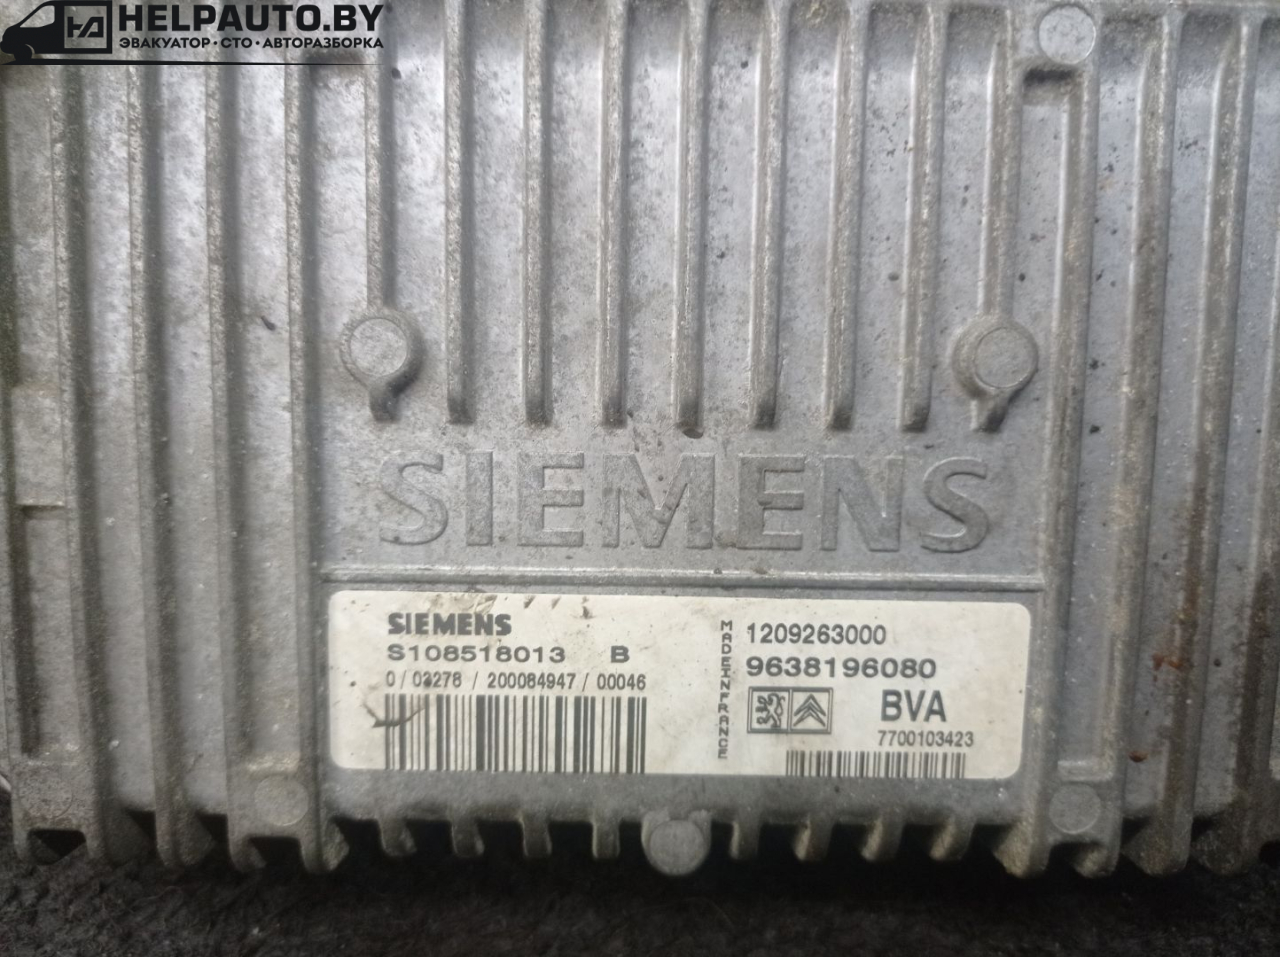 HELPAUTO.BY
ЭВАКУАТОР · СТО · АВТОРАЗБОРКА
SIEMENS
SIEMENS
S108518013 B
0 / 03278 / 200084947 / 00046
MADE IN FRANCE
1209263000
9638196080
BVA
7700103423